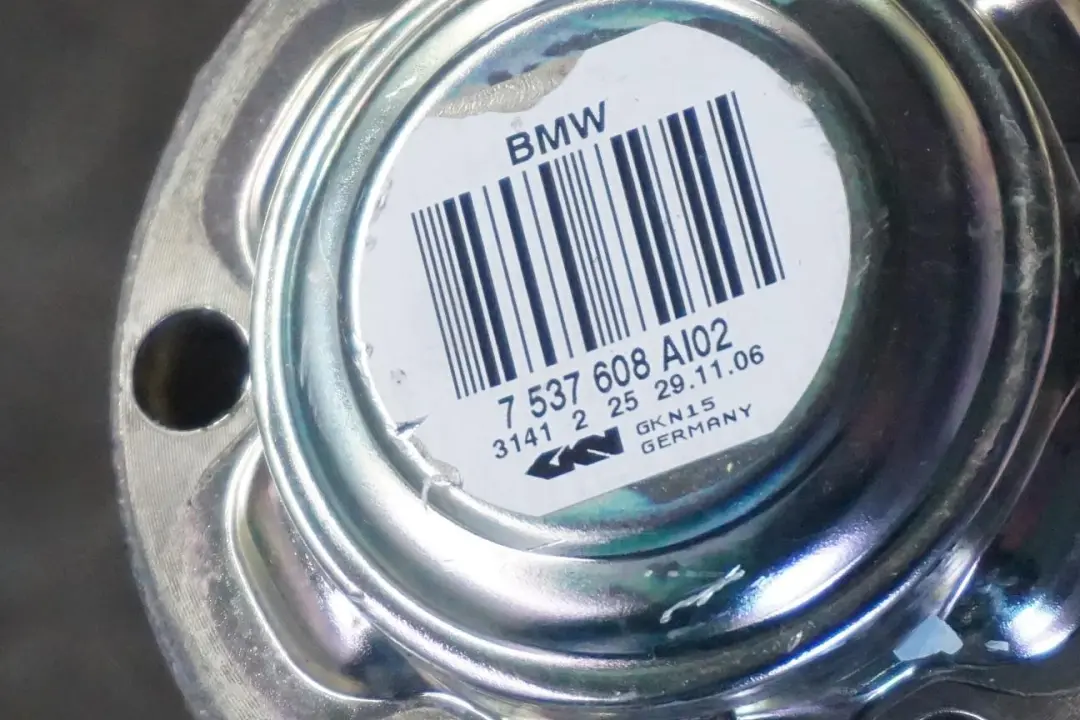 BMW
7 537 608 AI02
3141 2 25 29.11.06
GKN GKN15
GERMANY